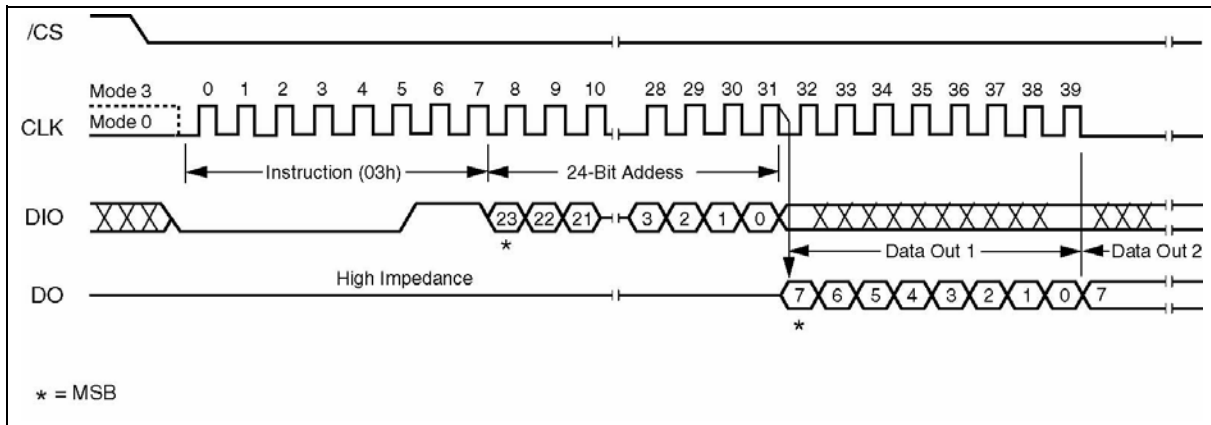 /CS
Mode 3
0 1 2 3 4 5 6 7 8 9 10 28 29 30 31 32 33 34 35 36 37 38 39
CLK
Mode 0
Instruction (03h)
24-Bit Addess
DIO
23 22 21 3 2 1 0
*
Data Out 1
Data Out 2
High Impedance
DO
7 6 5 4 3 2 1 0 7
*
* = MSB